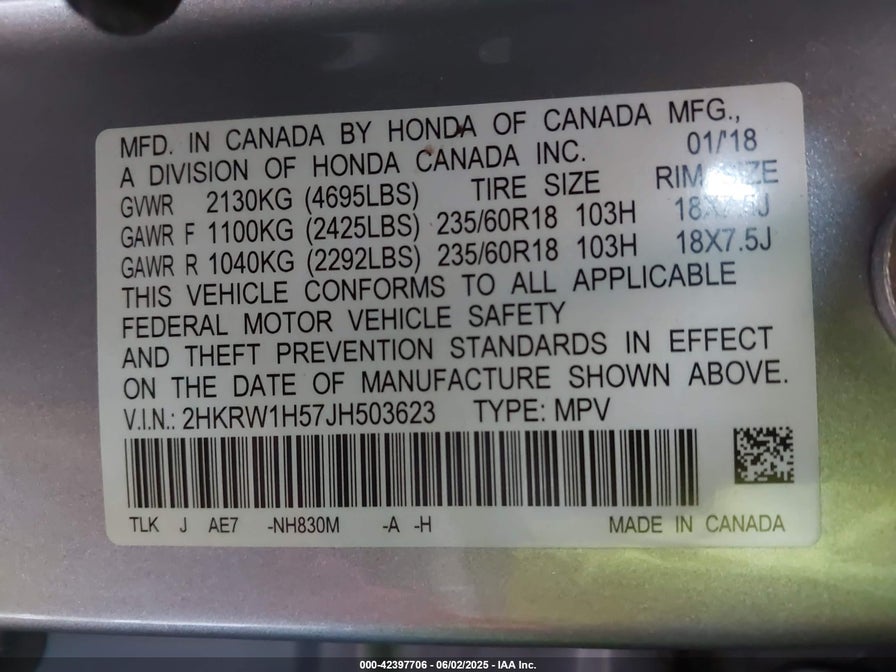 MFD. IN CANADA BY HONDA OF CANADA MFG.,
A DIVISION OF HONDA CANADA INC. 01/'18
GVWR 2130KG (4695LBS) TIRE SIZE RIM SIZE
GAWR F 1100KG (2425LBS) 235/60R18 103H 18X7.5J
GAWR R 1040KG (2292LBS) 235/60R18 103H 18X7.5J
THIS VEHICLE CONFORMS TO ALL APPLICABLE
FEDERAL MOTOR VEHICLE SAFETY
AND THEFT PREVENTION STANDARDS IN EFFECT
ON THE DATE OF MANUFACTURE SHOWN ABOVE.
V.I.N.: 2HKRW1H57JH503623 TYPE: MPV
TLK J AE7 -NH830M -A -H MADE IN CANADA
000-42397706 - 06/02/2025 - IAA Inc.